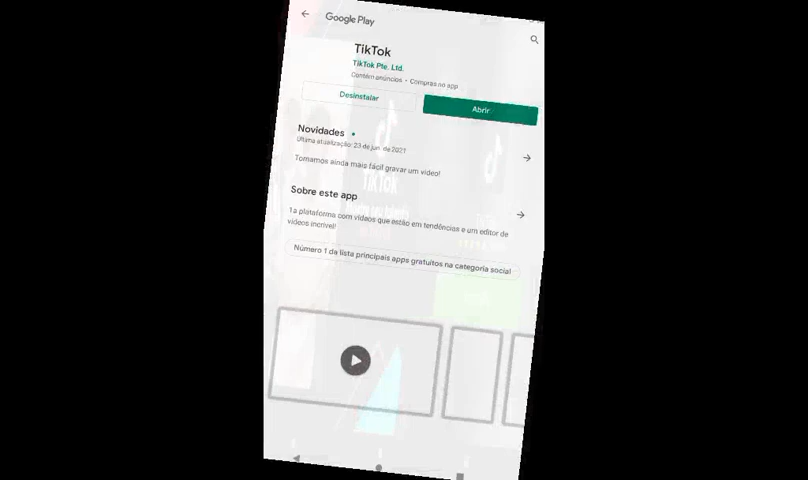 Google Play
TikTok
TikTok Pte. Ltd.
Contém anúncios • Compras no app
Desinstalar
Abrir
Novidades •
Última atualização: 23 de jun. de 2021
Tornamos ainda mais fácil gravar um vídeo!
Sobre este app
1a plataforma com vídeos que estão em tendências e um editor de
vídeos incrível!
Número 1 da lista principais apps gratuitos na categoria social
TIKTOK